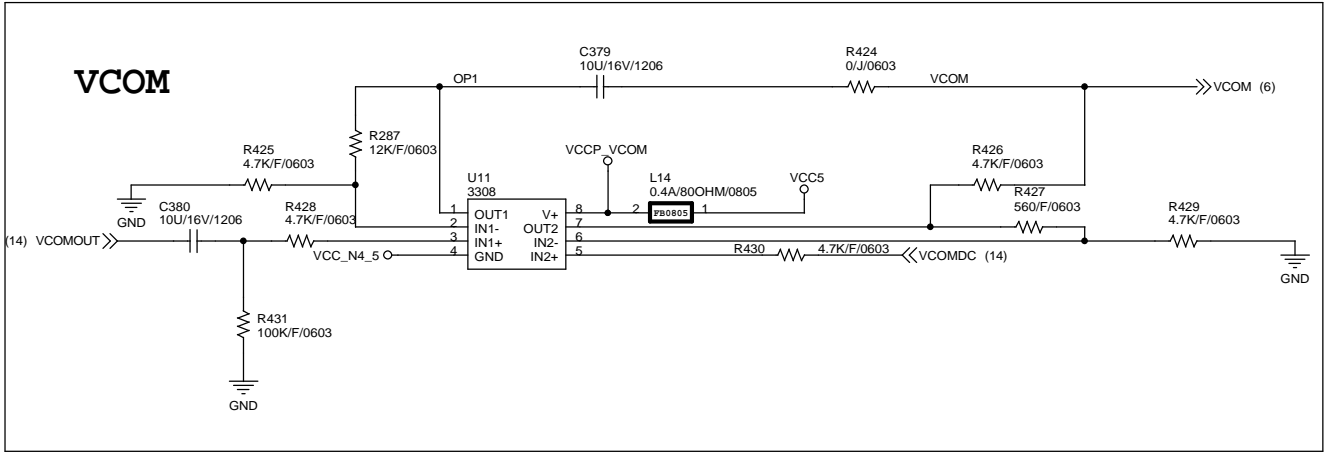 VCOM
C379
10U/16V/1206
R424
0/J/0603
OP1
VCOM
VCOM (6)
R287
12K/F/0603
R425
4.7K/F/0603
VCCP_VCOM
L14
0.4A/80OHM/0805
VCC5
R426
4.7K/F/0603
U11
3308
GND
C380
10U/16V/1206
R428
4.7K/F/0603
R427
560/F/0603
R429
4.7K/F/0603
1 OUT1 V+ 8
2 FB0805 1
2 IN1- OUT2 7
3 IN1+ IN2- 6
4 GND IN2+ 5
(14) VCOMOUT
VCC_N4_5
R430 4.7K/F/0603
VCOMDC (14)
GND
R431
100K/F/0603
GND